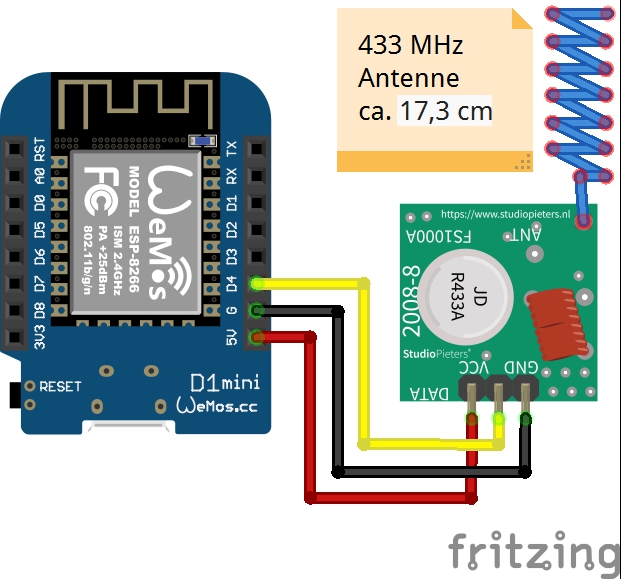 433 MHz
Antenne
ca. 17,3 cm
RST
A0
D0
D5
D6
D7
D8
3V3
TX
RX
D1
D2
D3
D4
G
5V
WeMos
MODEL ESP-8266
ISM 2.4GHz
PA +25dBm
802.11b/g/n
FC
RESET
D1mini
WeMos.cc
https://www.studiopieters.nl
FS1000A
ANT
2008-8
JD
R433A
StudioPieters®
DATA
VCC
GND
fritzing